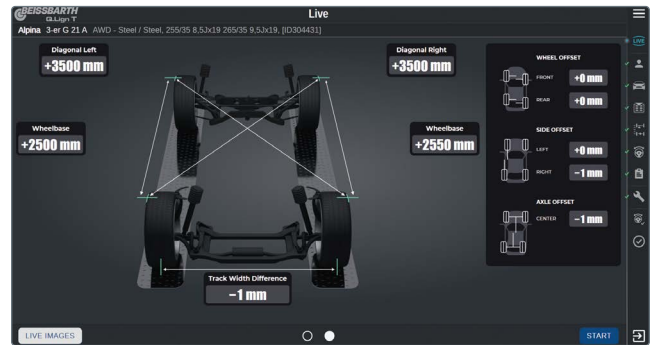 BEISSBARTH
Q.Lign T
Live
Alpina 3-er G 21 A AWD - Steel / Steel, 255/35 8,5Jx19 265/35 9,5Jx19, [ID304431]
LIVE
Diagonal Left
+3500 mm
Diagonal Right
+3500 mm
Wheelbase
+2500 mm
Wheelbase
+2550 mm
Track Width Difference
−1 mm
WHEEL OFFSET
FRONT +0 mm
REAR +0 mm
SIDE OFFSET
LEFT +0 mm
RIGHT −1 mm
AXLE OFFSET
CENTER −1 mm
LIVE IMAGES
START